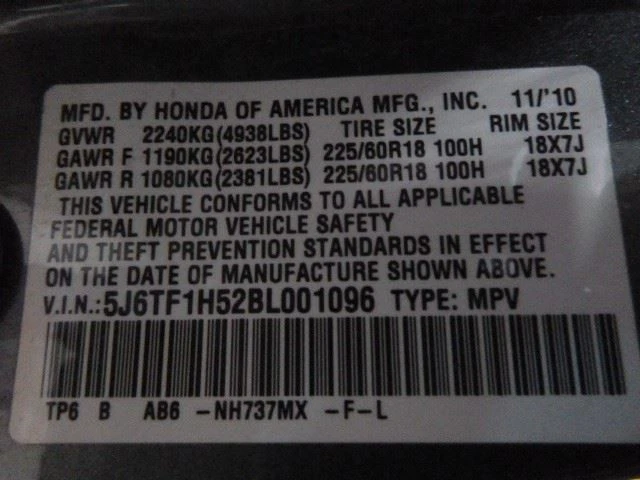 MFD. BY HONDA OF AMERICA MFG., INC. 11/'10
GVWR 2240KG(4938LBS) TIRE SIZE RIM SIZE
GAWR F 1190KG(2623LBS) 225/60R18 100H 18X7J
GAWR R 1080KG(2381LBS) 225/60R18 100H 18X7J
THIS VEHICLE CONFORMS TO ALL APPLICABLE
FEDERAL MOTOR VEHICLE SAFETY
AND THEFT PREVENTION STANDARDS IN EFFECT
ON THE DATE OF MANUFACTURE SHOWN ABOVE.
V.I.N.:5J6TF1H52BL001096 TYPE: MPV
TP6 B AB6 -NH737MX -F-L